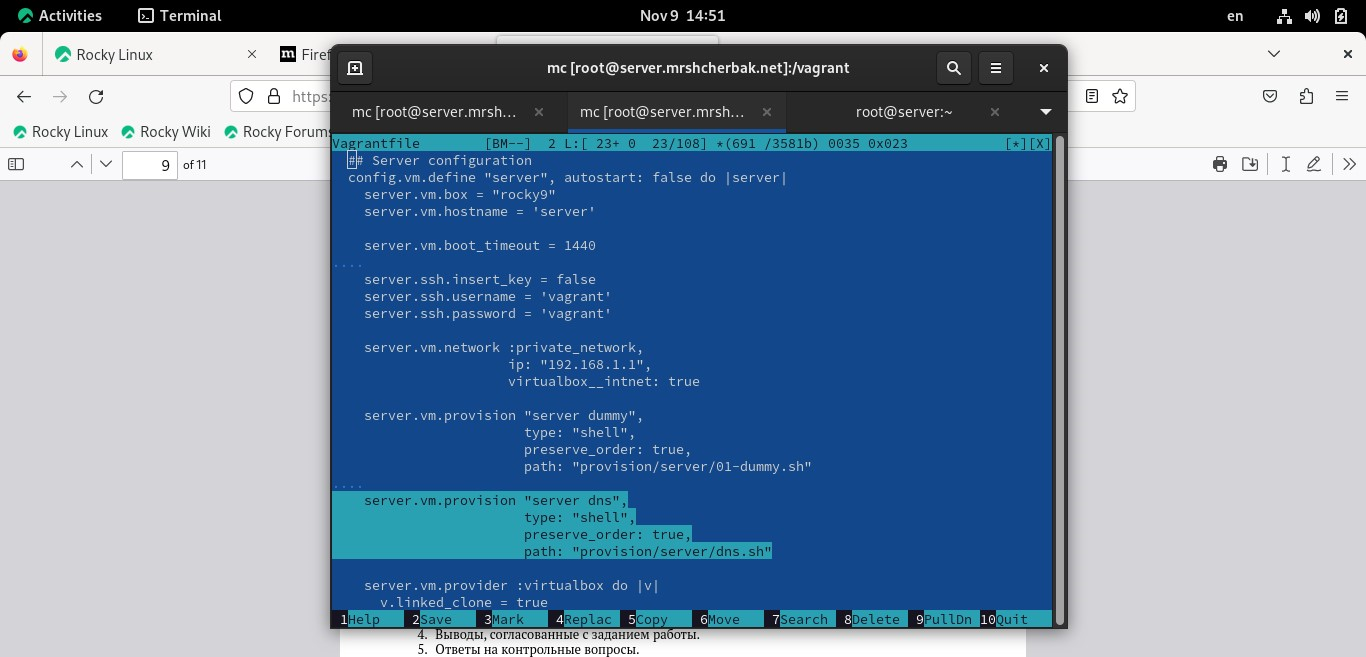 Activities Terminal Nov 9 14:51 en
Rocky Linux × Firef
https:
Rocky Linux Rocky Wiki Rocky Forums
9 of 11
mc [root@server.mrshcherbak.net]:/vagrant
mc [root@server.mrsh... × mc [root@server.mrsh... × root@server:~ ×
Vagrantfile [BM--] 2 L:[ 23+ 0 23/108] *(691 /3581b) 0035 0x023 [*][X]
## Server configuration
config.vm.define "server", autostart: false do |server|
server.vm.box = "rocky9"
server.vm.hostname = 'server'
server.vm.boot_timeout = 1440
....
server.ssh.insert_key = false
server.ssh.username = 'vagrant'
server.ssh.password = 'vagrant'
server.vm.network :private_network,
ip: "192.168.1.1",
virtualbox__intnet: true
server.vm.provision "server dummy",
type: "shell",
preserve_order: true,
path: "provision/server/01-dummy.sh"
....
server.vm.provision "server dns",
type: "shell",
preserve_order: true,
path: "provision/server/dns.sh"
server.vm.provider :virtualbox do |v|
v.linked_clone = true
1Help 2Save 3Mark 4Replac 5Copy 6Move 7Search 8Delete 9PullDn 10Quit
4. Выводы, согласованные с заданием работы.
5. Ответы на контрольные вопросы.